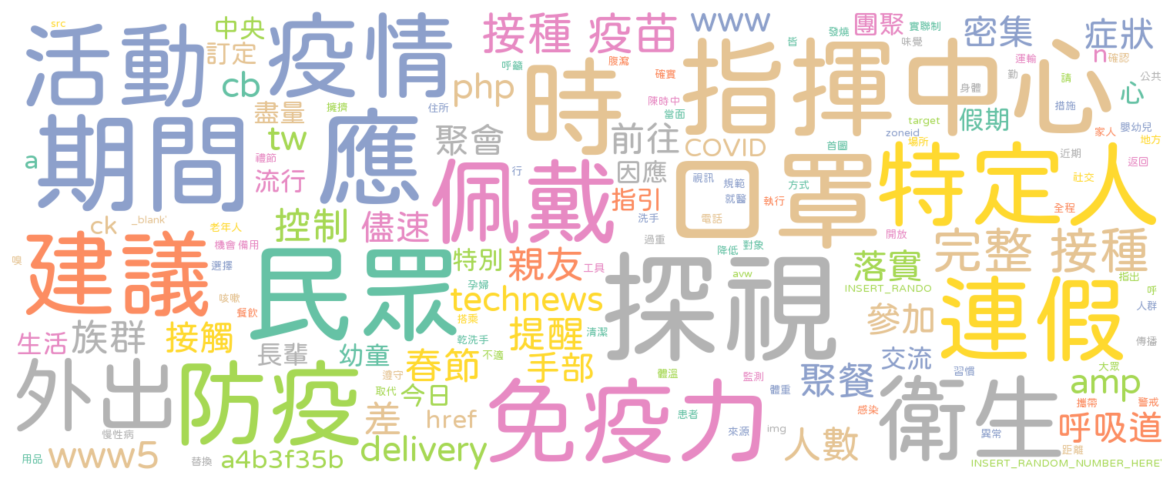 src
活動
疫情
中央
訂定
cb
盡量
tw
呼籲
擁擠
住所
php
接種 疫苗
腹瀉
確實
陳時中
當面
www
團聚
發燒
實聯制
皆
味覺
密集
症狀
n
確認
運輸
勤
請
公共
身體
措施
心
時
指揮中心
期間
應
a
禮節
流行
聚會
前往
因應
COVID
指引
行
洗手
口罩
視訊
規範
就醫
電話
首圖
方式
執行
target
zoneid
場所
假期
家人
嬰幼兒
地方
近期
返回
社交
全程
開放
特定人
佩戴
ck
_blank'
老年人
機會
備用
選擇
嗅
建議
咳嗽
餐飲
控制
儘速
民眾
特別
親友
孕婦
工具
technews
搭乘
提醒
乾洗手
不適
清潔
手部
過重
降低
對象
探視
avw
落實
INSERT_RANDO
完整 接種
指出
呼
人群
參加
連假
傳播
生活
族群
接觸
長輩
幼童
春節
遵守
取代
今日
體溫
監測
體重
聚餐
交流
習慣
大眾
amp
外出
防疫
差
href
免疫力
患者
來源
img
感染
衛生
異常
攜帶
警戒
呼吸道
距離
慢性病
用品
www5
替換
a4b3f35b
delivery
人數
INSERT_RANDOM_NUMBER_HERE